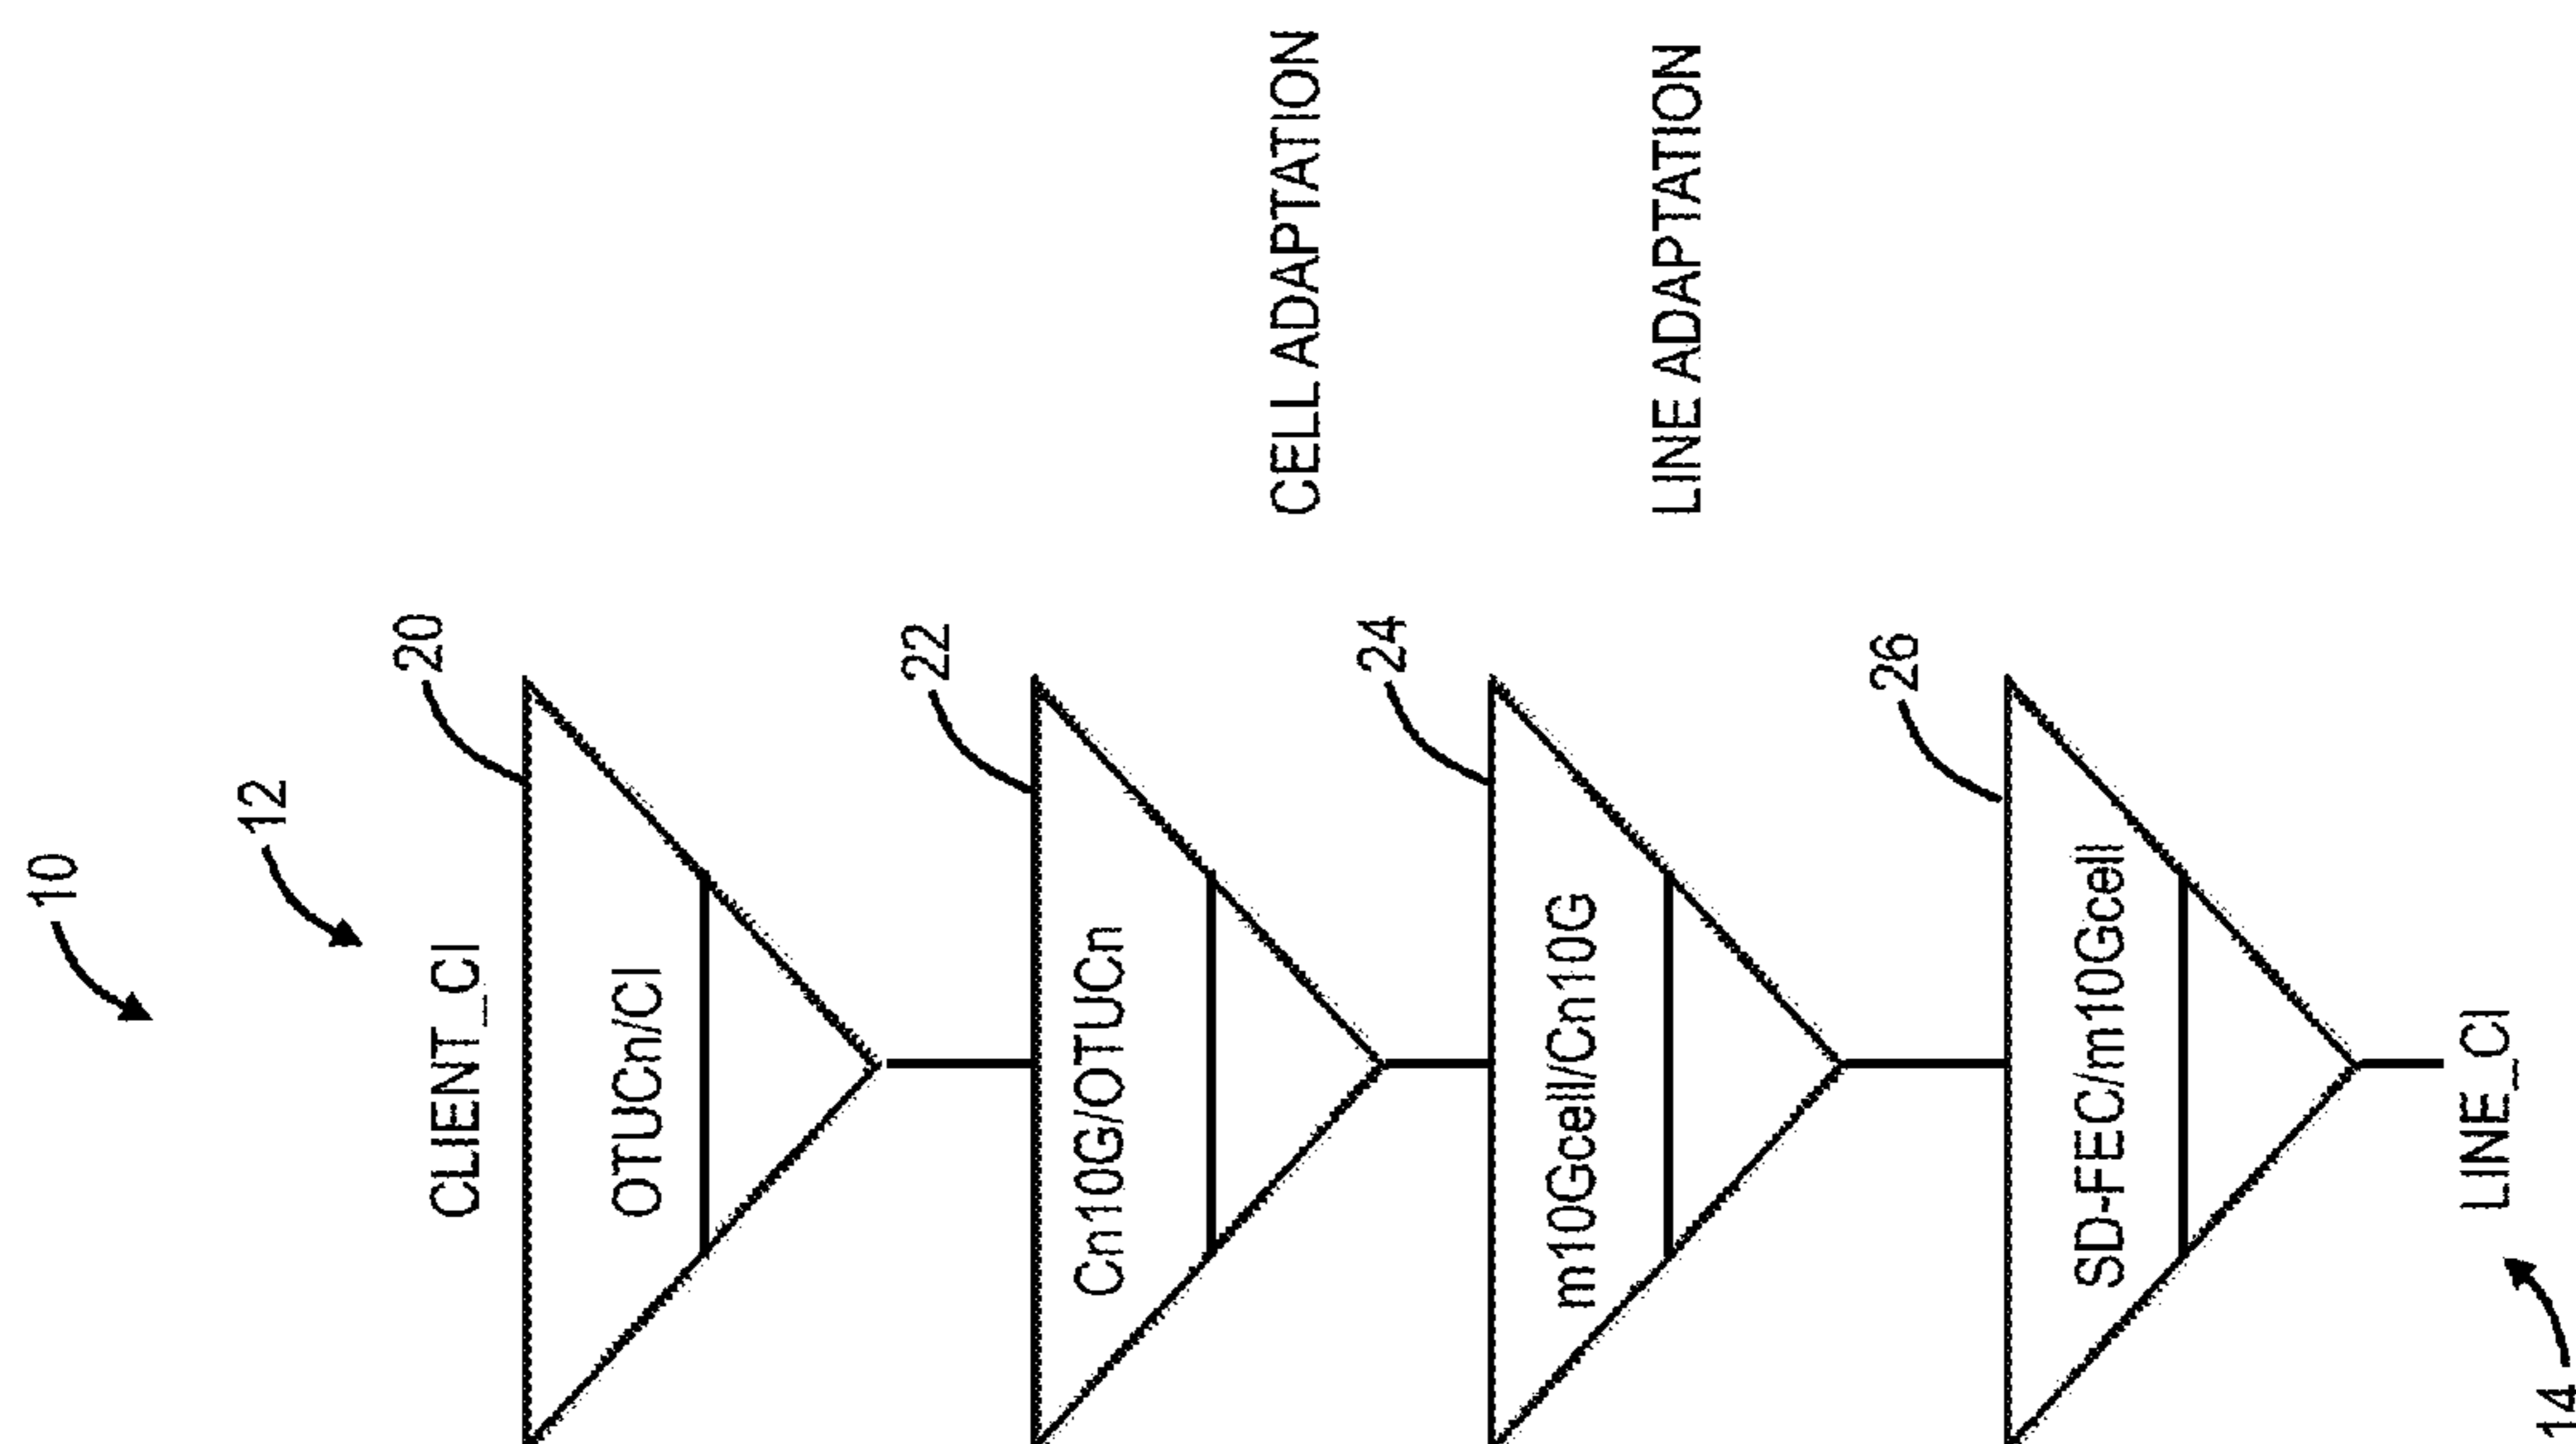 10
12
CLIENT_CI
20
OTUCn/CI
22
Cn10G/OTUCn
CELL ADAPTATION
24
m10Gcell/Cn10G
LINE ADAPTATION
26
SD-FEC/m10Gcell
LINE_CI
14